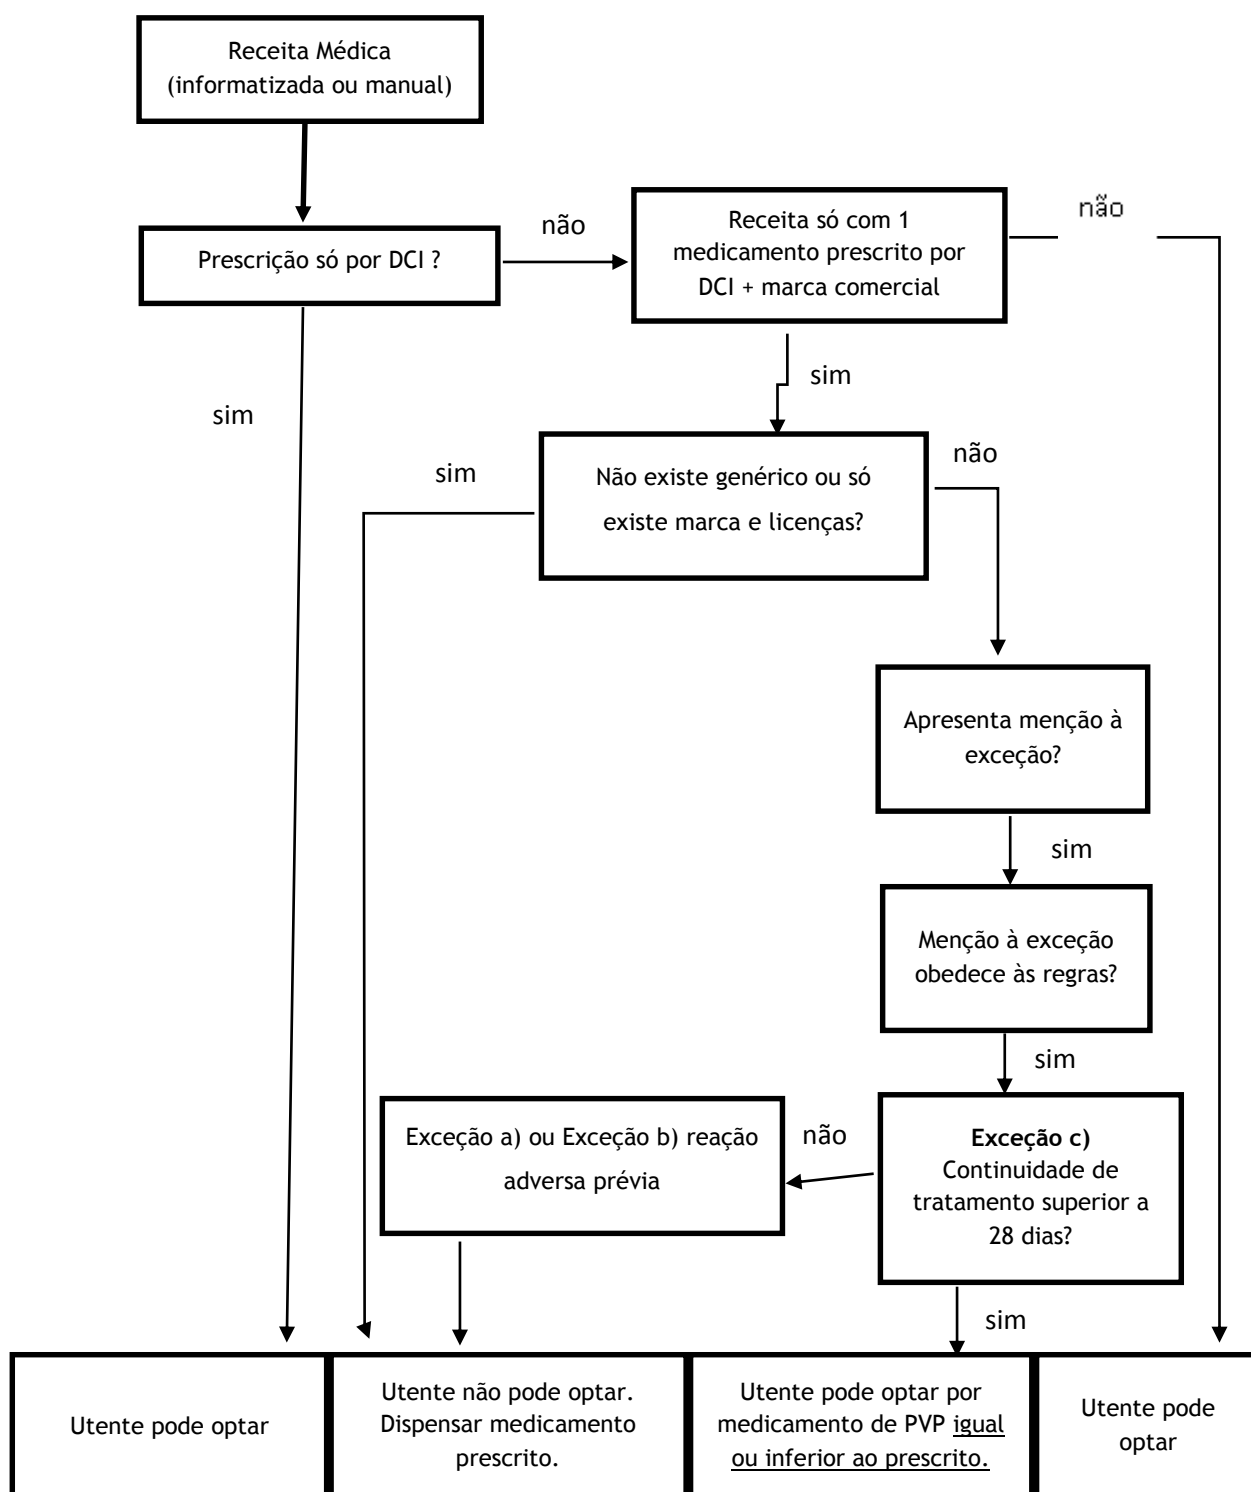 Receita Médica
(informatizada ou manual)
não
Receita só com 1
medicamento prescrito por
DCI + marca comercial
não
Prescrição só por DCI ?
sim
sim
sim
Não existe genérico ou só
existe marca e licenças?
não
Apresenta menção à
exceção?
sim
Menção à exceção
obedece às regras?
sim
Exceção a) ou Exceção b) reação
adversa prévia
não
Exceção c)
Continuidade de
tratamento superior a
28 dias?
sim
Utente pode optar
Utente não pode optar.
Dispensar medicamento
prescrito.
Utente pode optar por
medicamento de PVP igual
ou inferior ao prescrito.
Utente pode
optar